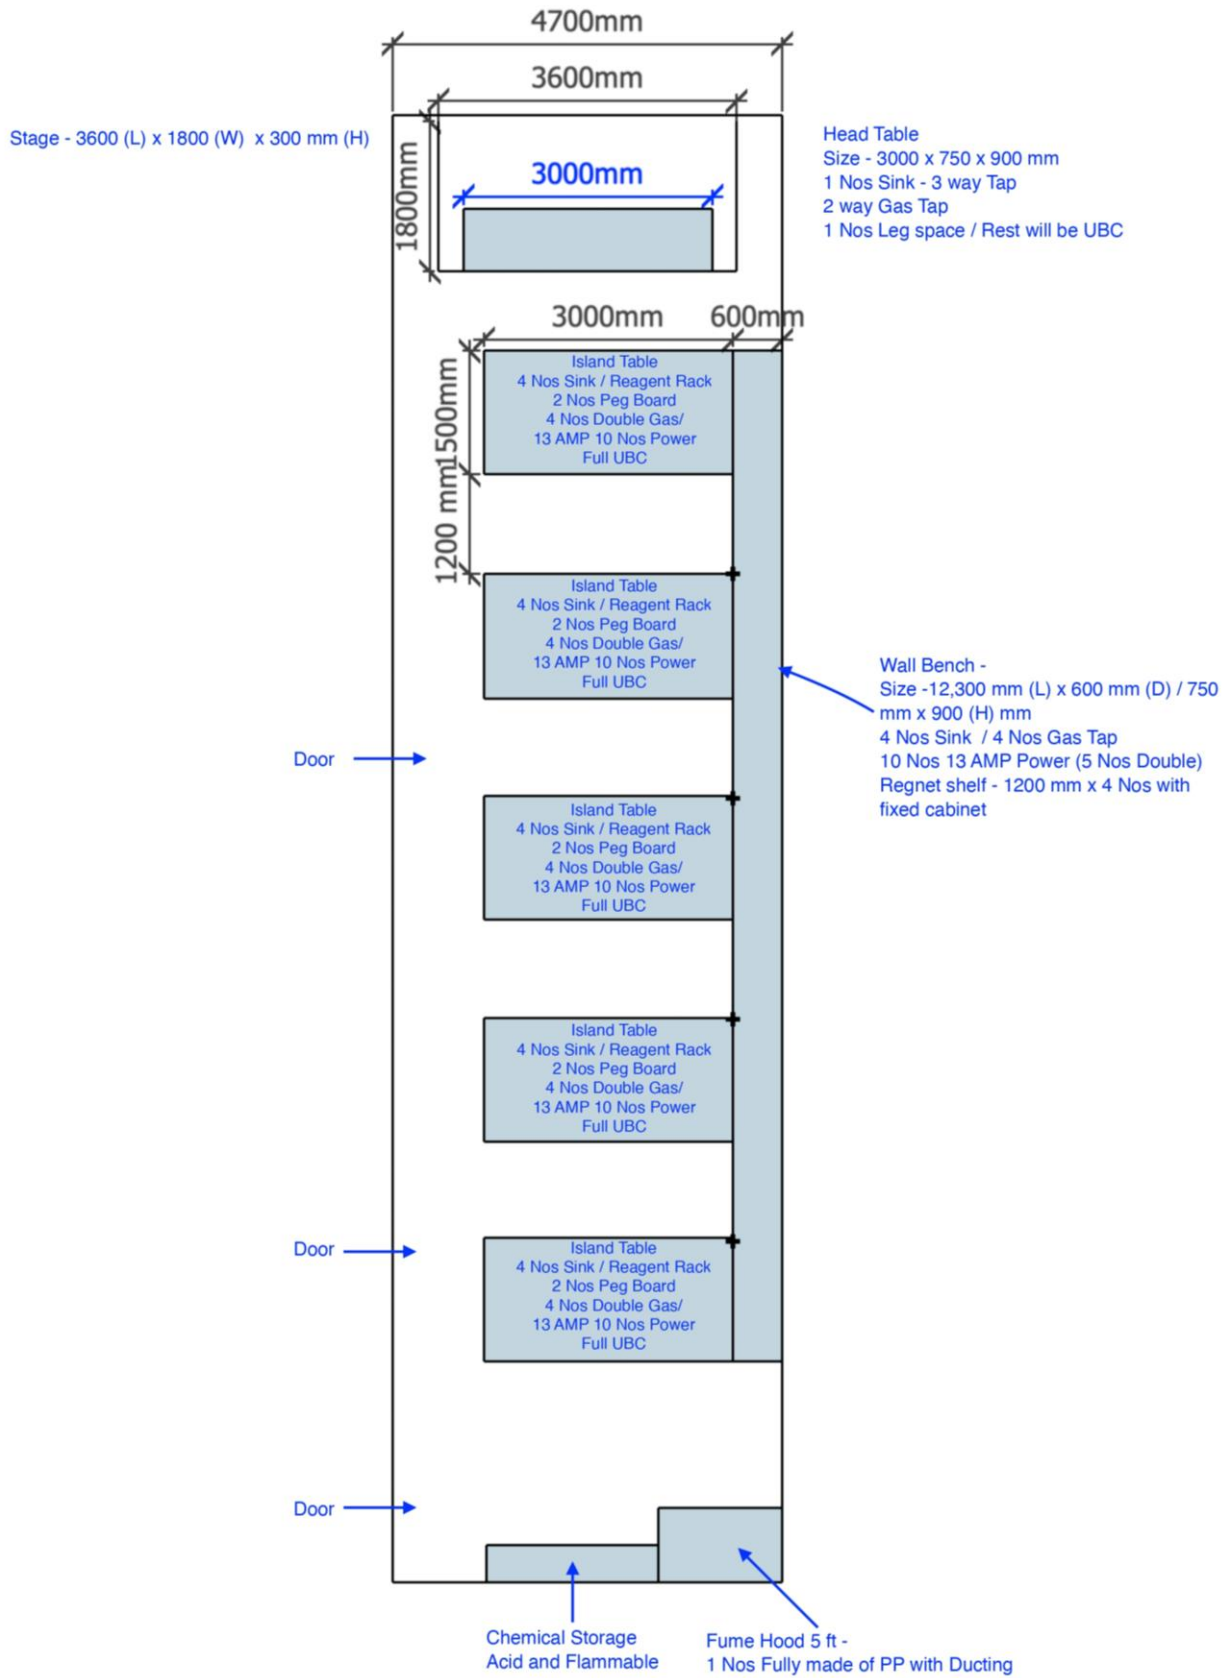 4700mm
3600mm
Stage - 3600 (L) x 1800 (W)  x 300 mm (H)
1800mm
3000mm
Head Table
Size - 3000 x 750 x 900 mm
1 Nos Sink - 3 way Tap
2 way Gas Tap
1 Nos Leg space / Rest will be UBC
3000mm
600mm
1500mm
1200 mm
Island Table
4 Nos Sink / Reagent Rack
2 Nos Peg Board
4 Nos Double Gas/
13 AMP 10 Nos Power
Full UBC
Island Table
4 Nos Sink / Reagent Rack
2 Nos Peg Board
4 Nos Double Gas/
13 AMP 10 Nos Power
Full UBC
Wall Bench -
Size -12,300 mm (L) x 600 mm (D) / 750
mm x 900 (H) mm
4 Nos Sink  / 4 Nos Gas Tap
10 Nos 13 AMP Power (5 Nos Double)
Regnet shelf - 1200 mm x 4 Nos with
fixed cabinet
Door
Island Table
4 Nos Sink / Reagent Rack
2 Nos Peg Board
4 Nos Double Gas/
13 AMP 10 Nos Power
Full UBC
Island Table
4 Nos Sink / Reagent Rack
2 Nos Peg Board
4 Nos Double Gas/
13 AMP 10 Nos Power
Full UBC
Door
Island Table
4 Nos Sink / Reagent Rack
2 Nos Peg Board
4 Nos Double Gas/
13 AMP 10 Nos Power
Full UBC
Door
Chemical Storage
Acid and Flammable
Fume Hood 5 ft -
1 Nos Fully made of PP with Ducting